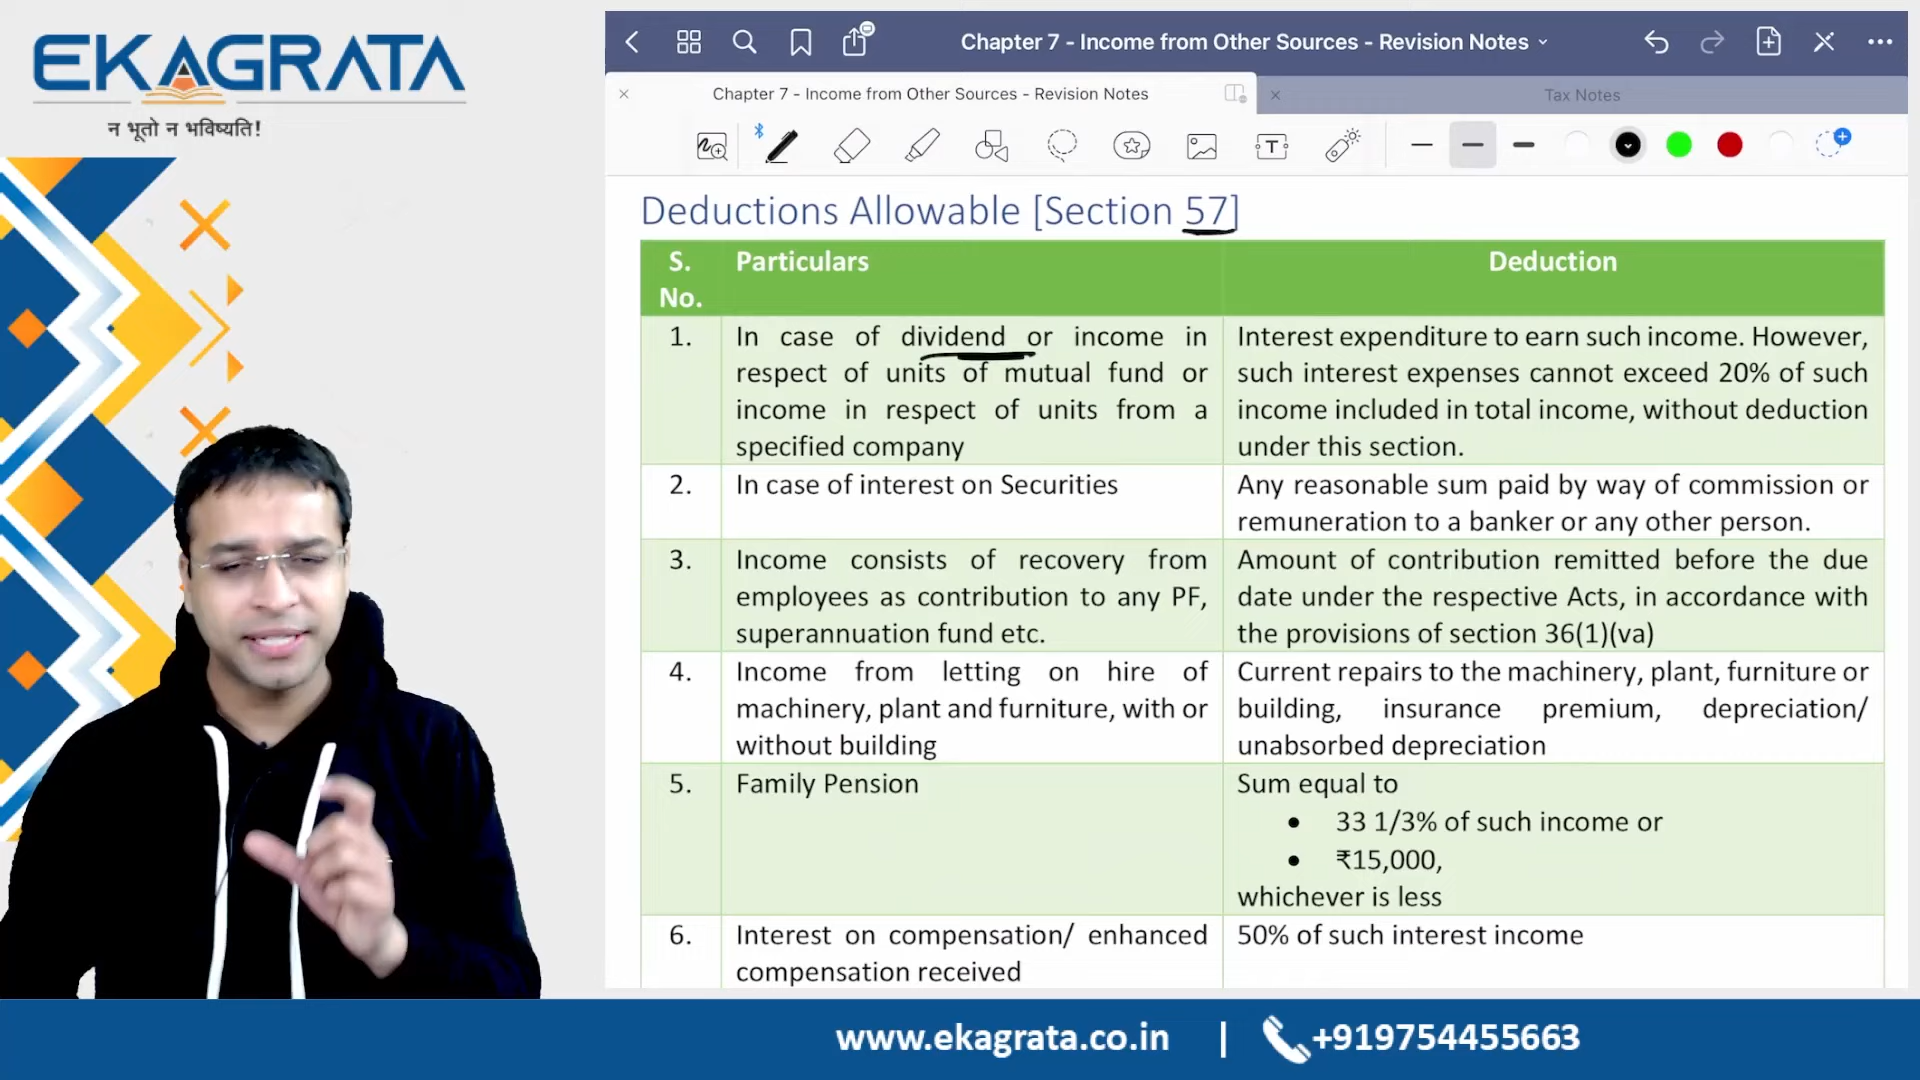 EKAGRATA
न भूतो न भविष्यति!
Chapter 7 - Income from Other Sources - Revision Notes
Chapter 7 - Income from Other Sources - Revision Notes
Tax Notes
T
Deductions Allowable [Section 57]
S. No.
Particulars
Deduction
1.
In case of dividend or income in
respect of units of mutual fund or
income in respect of units from a
specified company
Interest expenditure to earn such income. However,
such interest expenses cannot exceed 20% of such
income included in total income, without deduction
under this section.
2.
In case of interest on Securities
Any reasonable sum paid by way of commission or
remuneration to a banker or any other person.
3.
Income consists of recovery from
employees as contribution to any PF,
superannuation fund etc.
Amount of contribution remitted before the due
date under the respective Acts, in accordance with
the provisions of section 36(1)(va)
4.
Income from letting on hire of
machinery, plant and furniture, with or
without building
Current repairs to the machinery, plant, furniture or
building, insurance premium, depreciation/
unabsorbed depreciation
5.
Family Pension
Sum equal to
• 33 1/3% of such income or
• ₹15,000,
whichever is less
6.
Interest on compensation/ enhanced
compensation received
50% of such interest income
www.ekagrata.co.in | +919754455663